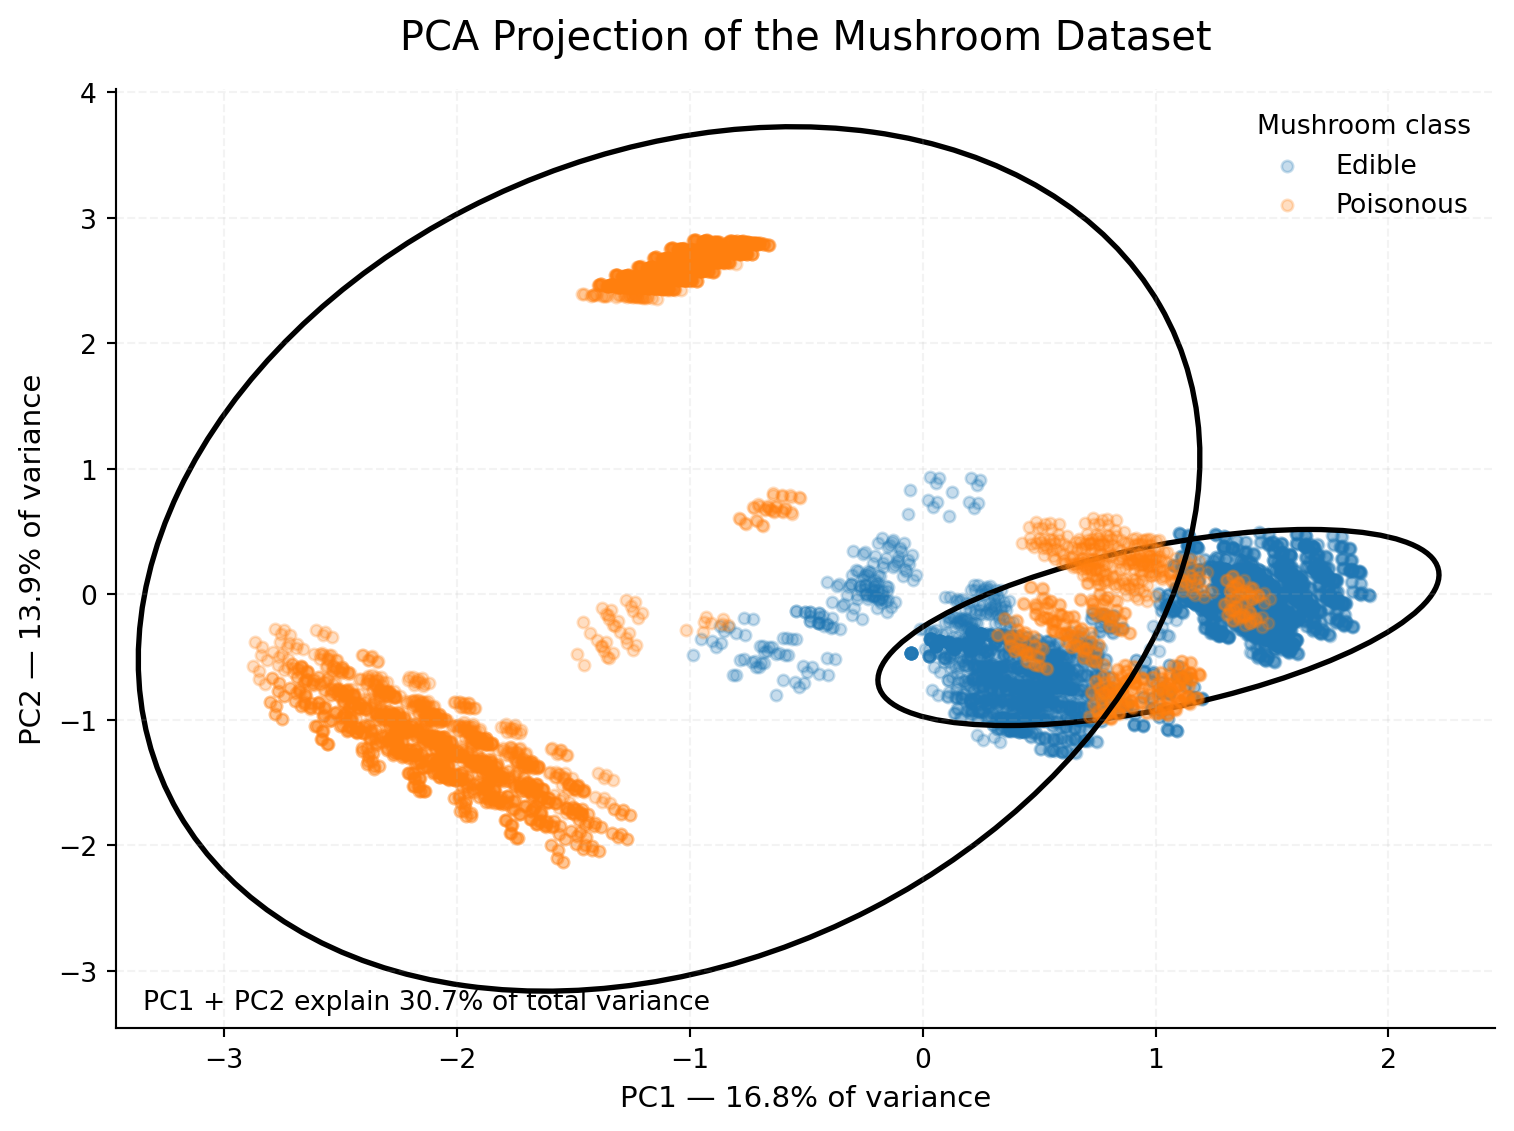 PCA Projection of the Mushroom Dataset
Mushroom class
Edible
Poisonous
4
3
2
1
0
−1
−2
−3
PC2 — 13.9% of variance
PC1 + PC2 explain 30.7% of total variance
−3
−2
−1
0
1
2
PC1 — 16.8% of variance